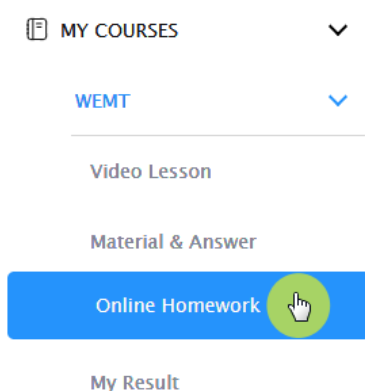 MY COURSES
WEMT
Video Lesson
Material & Answer
Online Homework
My Result